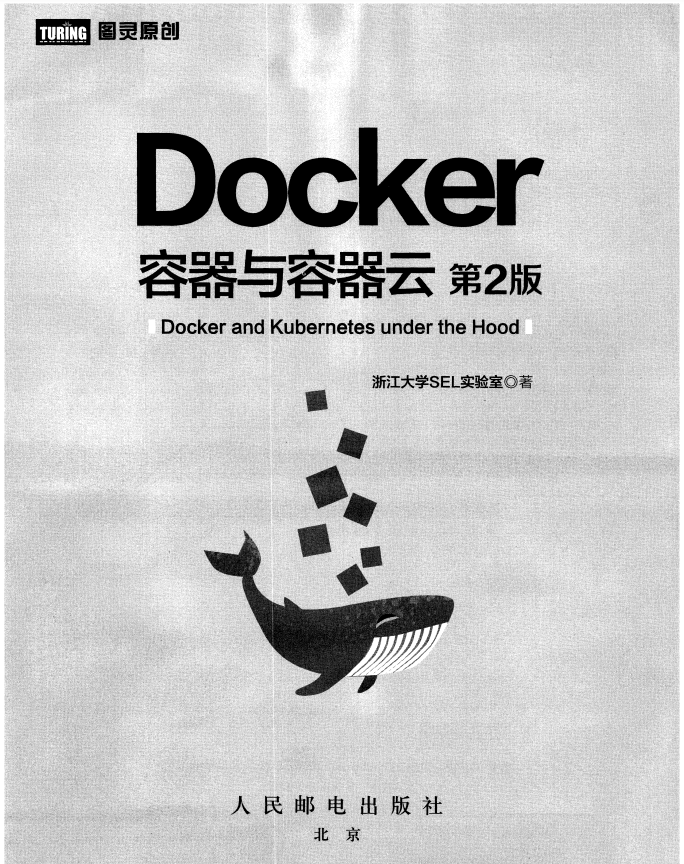 TURING 图灵原创
Docker
容器与容器云 第2版
Docker and Kubernetes under the Hood
浙江大学SEL实验室◎著
人民邮电出版社
北京